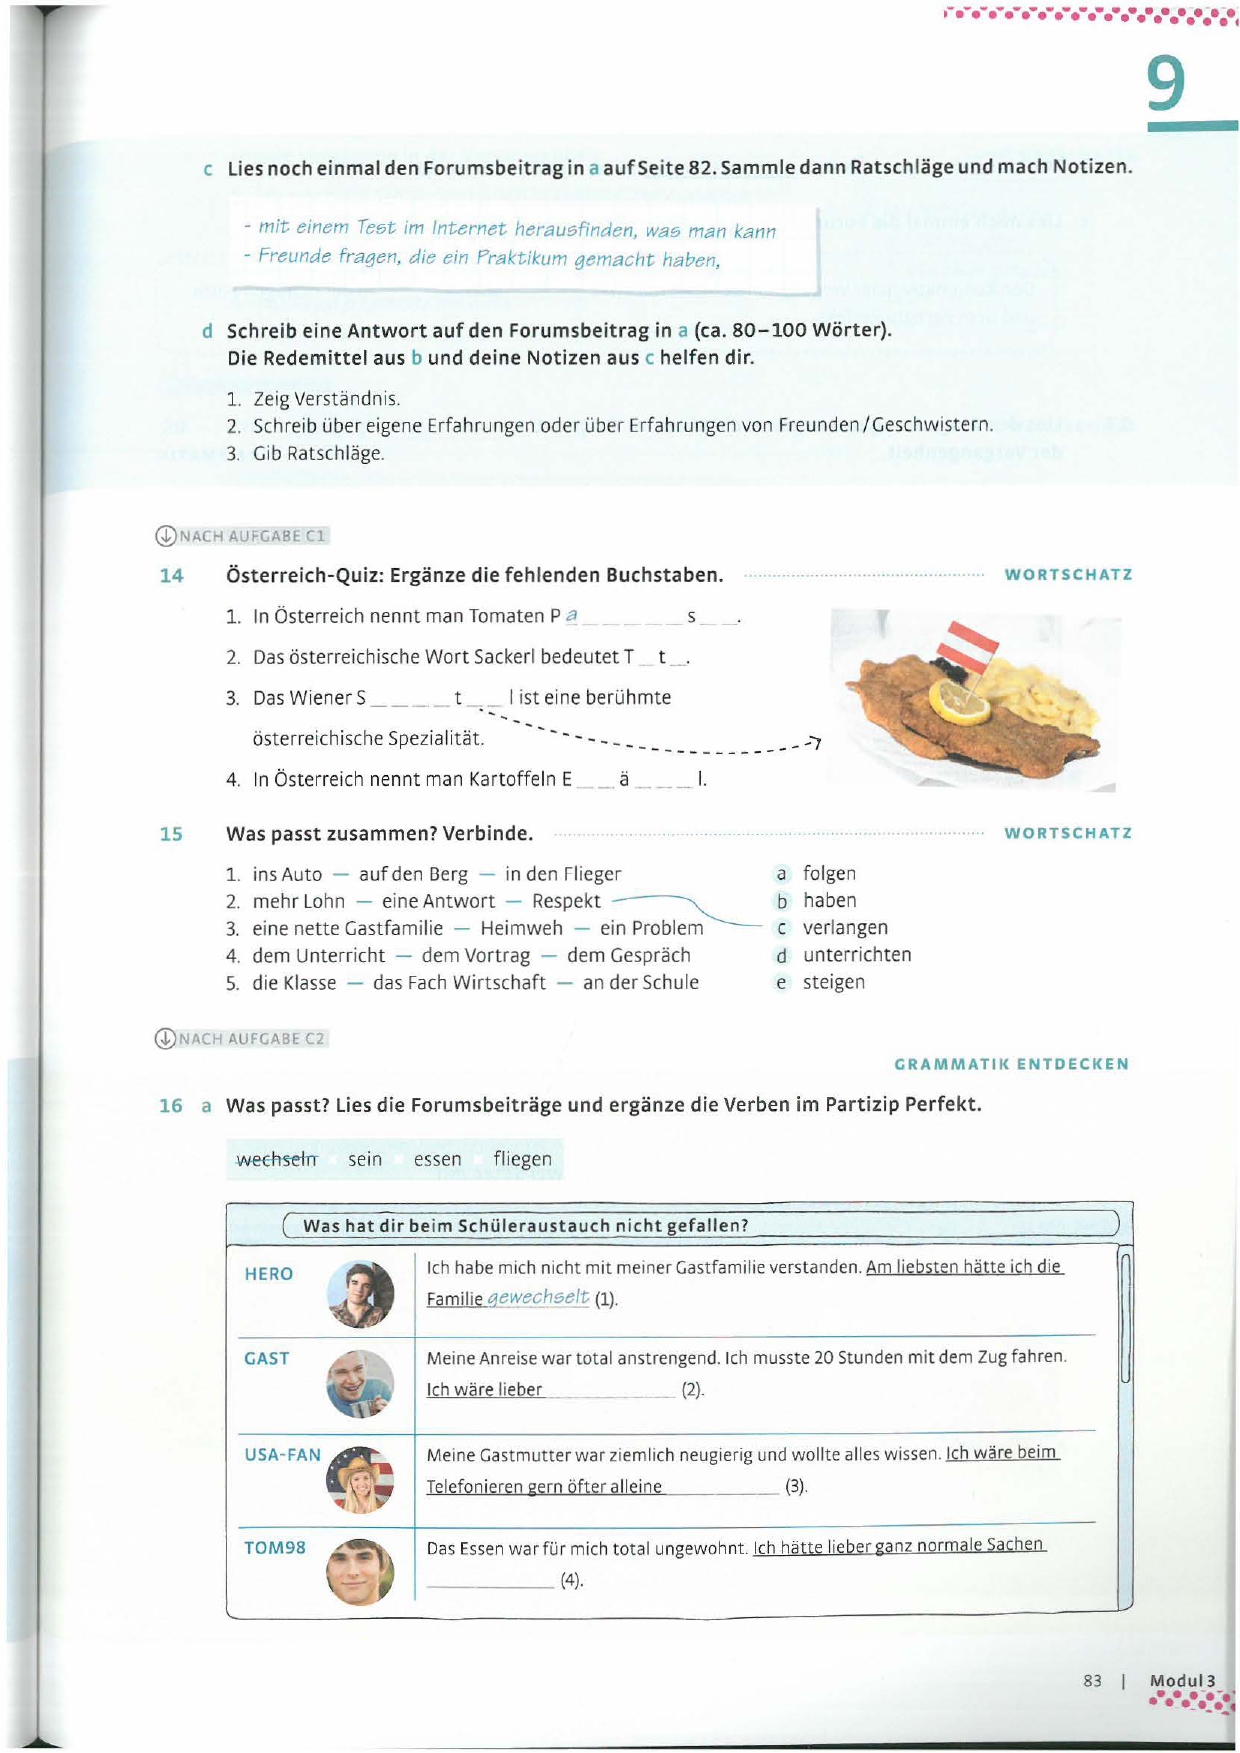 9
c Lies noch einmal den Forumsbeitrag in a auf Seite 82. Sammle dann Ratschläge und mach Notizen.
- mit einem Test im Internet herausfinden, was man kann
- Freunde fragen, die ein Praktikum gemacht haben,
d Schreib eine Antwort auf den Forumsbeitrag in a (ca. 80–100 Wörter).
Die Redemittel aus b und deine Notizen aus c helfen dir.
1. Zeig Verständnis.
2. Schreib über eigene Erfahrungen oder über Erfahrungen von Freunden/Geschwistern.
3. Gib Ratschläge.
NACH AUFGABE C1
14 Österreich-Quiz: Ergänze die fehlenden Buchstaben. WORTSCHATZ
1. In Österreich nennt man Tomaten P a _ _ _ _ _ s _ _.
2. Das österreichische Wort Sackerl bedeutet T _ t _.
3. Das Wiener S _ _ _ _ t _ _ l ist eine berühmte
österreichische Spezialität.
4. In Österreich nennt man Kartoffeln E _ _ ä _ _ _ l.
15 Was passt zusammen? Verbinde. WORTSCHATZ
1. ins Auto — auf den Berg — in den Flieger a folgen
2. mehr Lohn — eine Antwort — Respekt b haben
3. eine nette Gastfamilie — Heimweh — ein Problem c verlangen
4. dem Unterricht — dem Vortrag — dem Gespräch d unterrichten
5. die Klasse — das Fach Wirtschaft — an der Schule e steigen
NACH AUFGABE C2
GRAMMATIK ENTDECKEN
16 a Was passt? Lies die Forumsbeiträge und ergänze die Verben im Partizip Perfekt.
wechseln sein essen fliegen
Was hat dir beim Schüleraustauch nicht gefallen?
HERO Ich habe mich nicht mit meiner Gastfamilie verstanden. Am liebsten hätte ich die
Familie gewechselt (1).
GAST Meine Anreise war total anstrengend. Ich musste 20 Stunden mit dem Zug fahren.
Ich wäre lieber ____________ (2).
USA-FAN Meine Gastmutter war ziemlich neugierig und wollte alles wissen. Ich wäre beim
Telefonieren gern öfter alleine ____________ (3).
TOM98 Das Essen war für mich total ungewohnt. Ich hätte lieber ganz normale Sachen
____________ (4).
83 | Modul 3